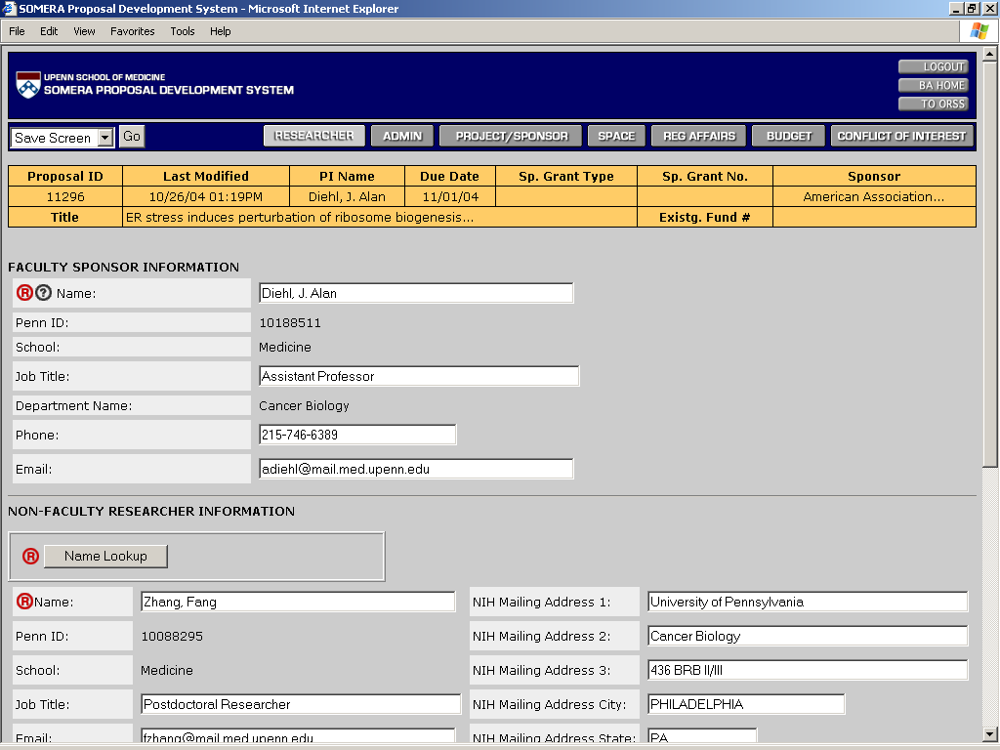 SOMERA Proposal Development System - Microsoft Internet Explorer
File Edit View Favorites Tools Help
UPENN SCHOOL OF MEDICINE
SOMERA PROPOSAL DEVELOPMENT SYSTEM
LOGOUT
BA HOME
TO ORSS
Save Screen Go RESEARCHER ADMIN PROJECT/SPONSOR SPACE REG AFFAIRS BUDGET CONFLICT OF INTEREST
Proposal ID Last Modified PI Name Due Date Sp. Grant Type Sp. Grant No. Sponsor
11296 10/26/04 01:19PM Diehl, J. Alan 11/01/04 American Association...
Title ER stress induces perturbation of ribosome biogenesis... Existg. Fund #
FACULTY SPONSOR INFORMATION
R ? Name: Diehl, J. Alan
Penn ID: 10188511
School: Medicine
Job Title: Assistant Professor
Department Name: Cancer Biology
Phone: 215-746-6389
Email: adiehl@mail.med.upenn.edu
NON-FACULTY RESEARCHER INFORMATION
R Name Lookup
R Name: Zhang, Fang NIH Mailing Address 1: University of Pennsylvania
Penn ID: 10088295 NIH Mailing Address 2: Cancer Biology
School: Medicine NIH Mailing Address 3: 436 BRB II/III
Job Title: Postdoctoral Researcher NIH Mailing Address City: PHILADELPHIA
Email: fzhang@mail.med.upenn.edu NIH Mailing Address State: PA